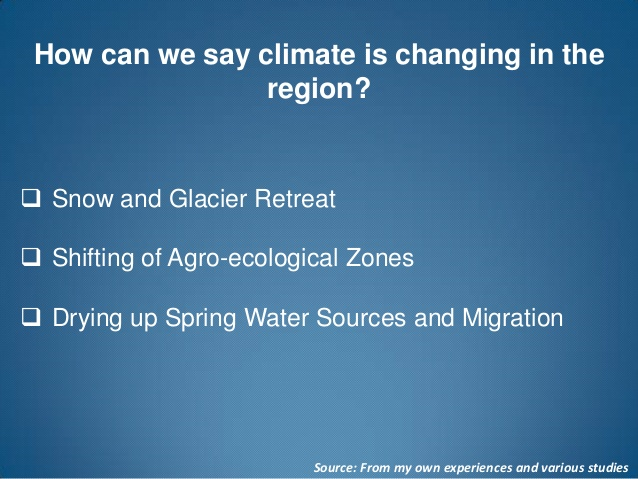 How can we say climate is changing in the
region?
❑ Snow and Glacier Retreat
❑ Shifting of Agro-ecological Zones
❑ Drying up Spring Water Sources and Migration
Source: From my own experiences and various studies